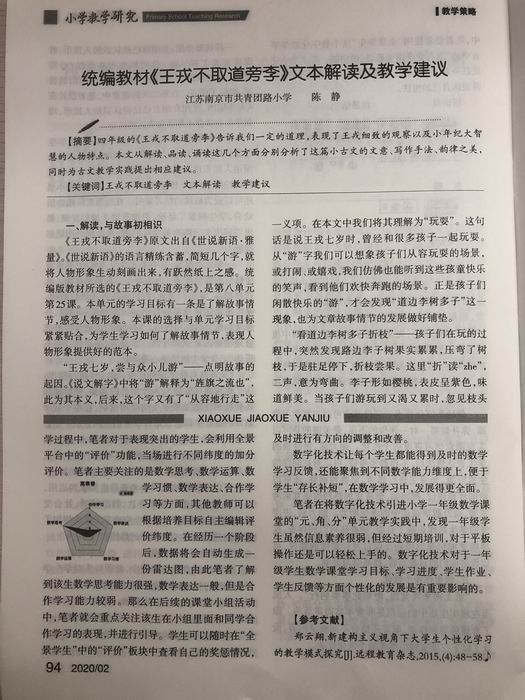 小学教学研究
Primary School Teaching Research
教学策略
统编教材《王戎不取道旁李》文本解读及教学建议
江苏南京市共青团路小学 陈 静
【摘要】四年级的《王戎不取道旁李》告诉我们一定的道理,表现了王戎细致的观察以及小年纪大智
慧的人物特点。本文从解读、品读、诵读这几个方面分别分析了这篇小古文的文意、写作手法、韵律之美,
同时为古文教学实践提出相应建议。
【关键词】王戎不取道旁李 文本解读 教学建议
一、解读,与故事初相识
《王戎不取道旁李》原文出自《世说新语·雅
量》。《世说新语》的语言精练含蓄,简短几个字,就
将人物形象生动刻画出来,有跃然纸上之感。统
编版教材所选的《王戎不取道旁李》,是第八单元
第25课。本单元的学习目标有一条是了解故事情
节,感受人物形象。本课的选择与单元学习目标
紧紧贴合,为学生学习如何了解故事情节,表现人
物形象提供好的范本。
“王戎七岁,尝与众小儿游”——点明故事的
起因。《说文解字》中将“游”解释为“旌旗之流也”,
此为其本义,后来,这个字又有了“从容地行走”这
一义项。在本文中我们将其理解为“玩耍”。这句
话是说王戎七岁时,曾经和很多孩子一起玩耍。
从“游”字我们可以想象孩子们从容玩耍的场景,
或打闹、或嬉戏,我们仿佛也能听到这些孩童快乐
的笑声,看到他们欢快奔跑的场景。正是孩子们
闲散快乐的“游”,才会发现“道边李树多子”这一
现象,也为文章故事情节的发展做好铺垫。
“看道边李树多子折枝”——孩子们在玩的过
程中,突然发现路边李子树果实累累,压弯了树
枝,于是驻足停下,折枝尝果。这里“折”读“zhe”,
二声,意为弯曲。李子形如樱桃,表皮呈紫色,味
道鲜美。当孩子们游玩到又渴又累时,忽见枝头
XIAOXUE JIAOXUE YANJIU
学过程中,笔者对于表现突出的学生,会利用全景
平台中的“评价”功能,当场进行不同纬度的加分
评价。笔者主要关注的是数学思考、数学运算、数
学习惯、数学表达、合作学
习等方面,其他教师可以
根据培养目标自主编辑评
价纬度。在经历一个阶段
后,数据将会自动生成一
份雷达图,由此笔者了解
到该生数学思考能力很强,数学表达一般,但是合
作学习能力较弱。那么在后续的课堂小组活动
中,笔者就会重点关注该生在小组里面和同学合
作学习的表现,并进行引导。学生可以随时在“全
景学生”中的“评价”板块中查看自己的奖惩情况,
及时进行有方向的调整和改善。
数字化技术让每个学生都能得到及时的数学
学习反馈,还能聚焦到不同数学能力维度上,便于
学生“存长补短”,在数学学习中,发展得更全面。
笔者在将数字化技术引进小学一年级数学课
堂的“元、角、分”单元教学实践中,发现一年级学
生虽然信息素养很弱,但经过短期培训,对于平板
操作还是可以轻松上手的。数字化技术对于一年
级学生数学课堂学习目标、学习进度、学生作业、
学生反馈等方面个性化的发展是有重要影响的。
【参考文献】
郑云翔.新建构主义视角下大学生个性化学习
的教学模式探究[J].远程教育杂志,2015,(4):48-58.
94 2020/02